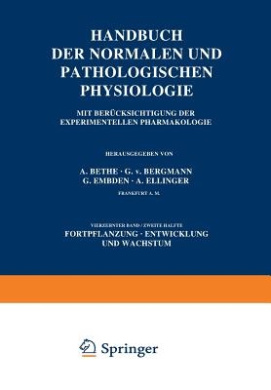 HANDBUCH
DER NORMALEN UND
PATHOLOGISCHEN
PHYSIOLOGIE
MIT BERÜCKSICHTIGUNG DER
EXPERIMENTELLEN PHARMAKOLOGIE
HERAUSGEGEBEN VON
A. BETHE · G. v. BERGMANN
G. EMBDEN · A. ELLINGER
FRANKFURT A. M.
VIERZEHNTER BAND / ZWEITE HÄLFTE
FORTPFLANZUNG · ENTWICKLUNG
UND WACHSTUM
Springer